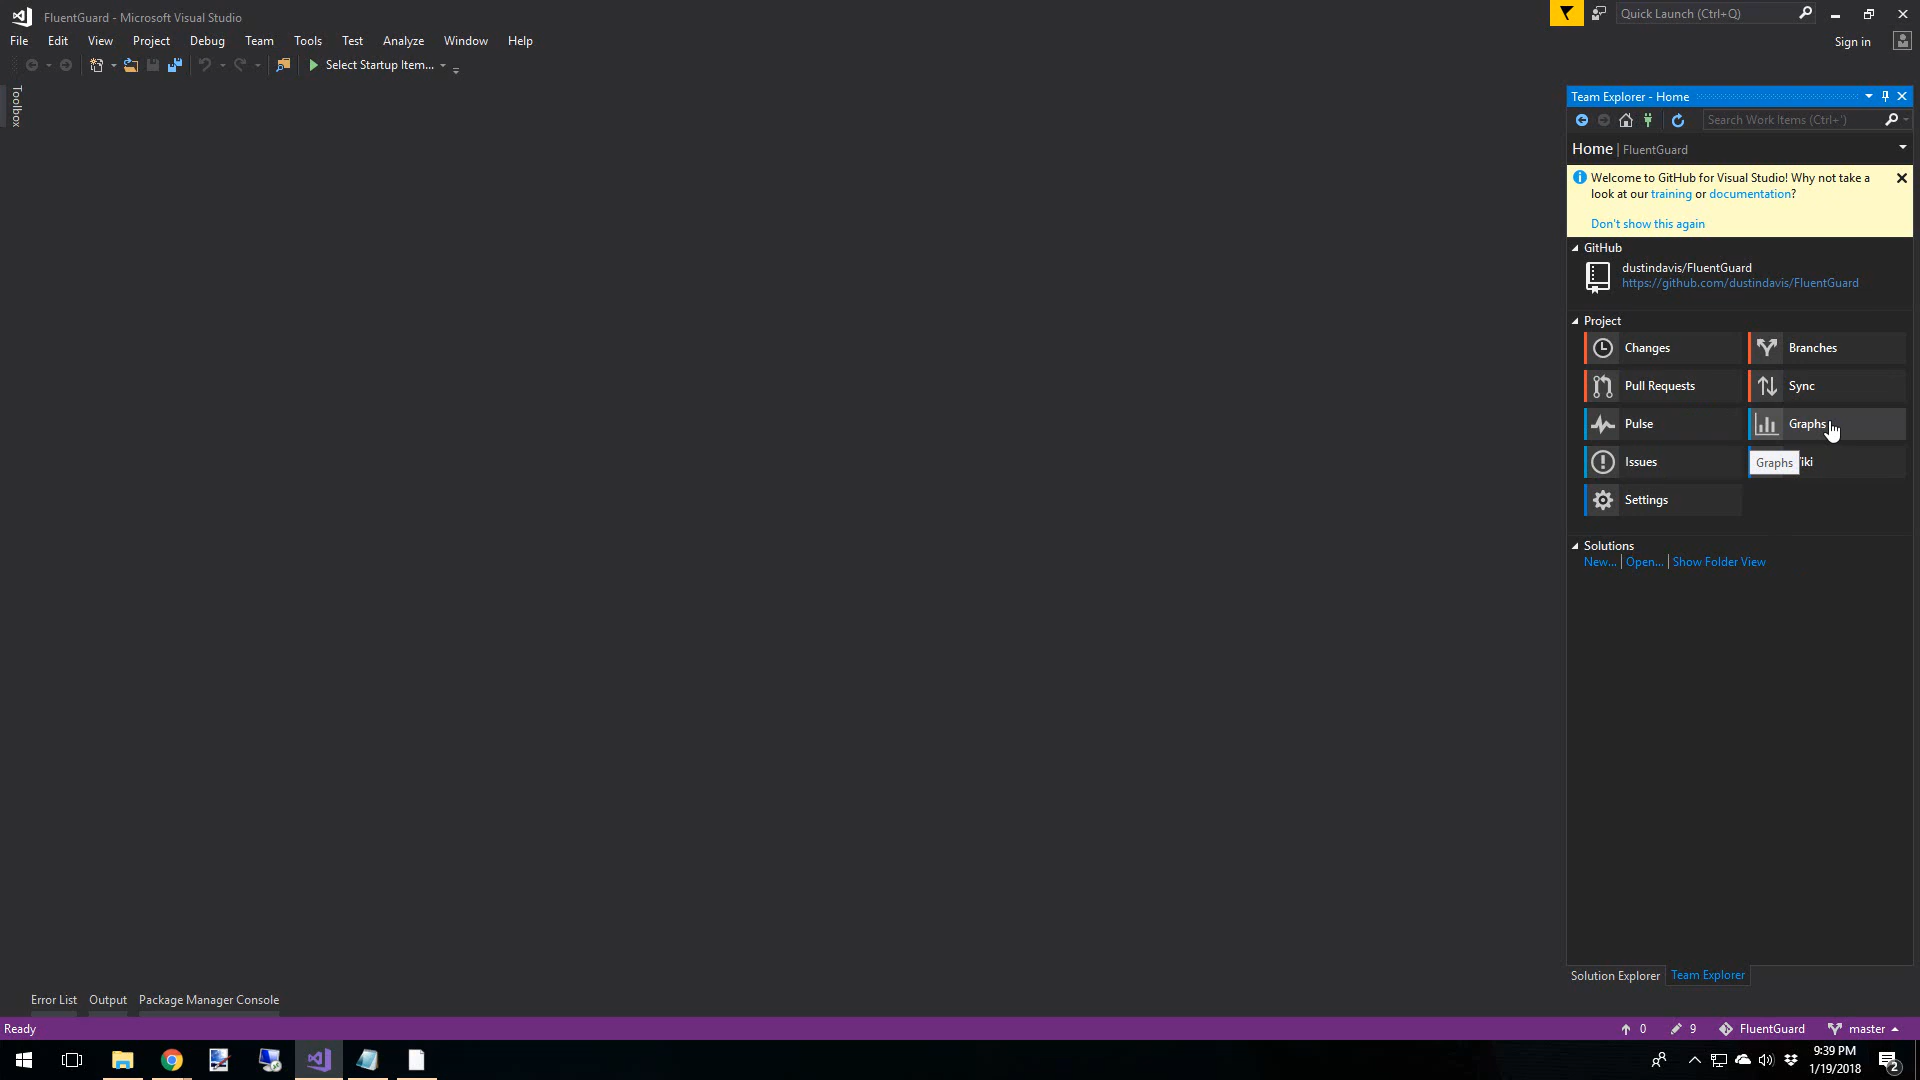 FluentGuard - Microsoft Visual Studio
Quick Launch (Ctrl+Q)
File Edit View Project Debug Team Tools Test Analyze Window Help
Sign in
Select Startup Item...
Toolbox
Team Explorer - Home
Search Work Items (Ctrl+')
Home | FluentGuard
Welcome to GitHub for Visual Studio! Why not take a
look at our training or documentation?
Don't show this again
GitHub
dustindavis/FluentGuard
https://github.com/dustindavis/FluentGuard
Project
Changes Branches
Pull Requests Sync
Pulse Graphs
Issues Graphs iki
Settings
Solutions
New... | Open... | Show Folder View
Solution Explorer Team Explorer
Error List Output Package Manager Console
Ready
0 9 FluentGuard master
9:39 PM
1/19/2018
2